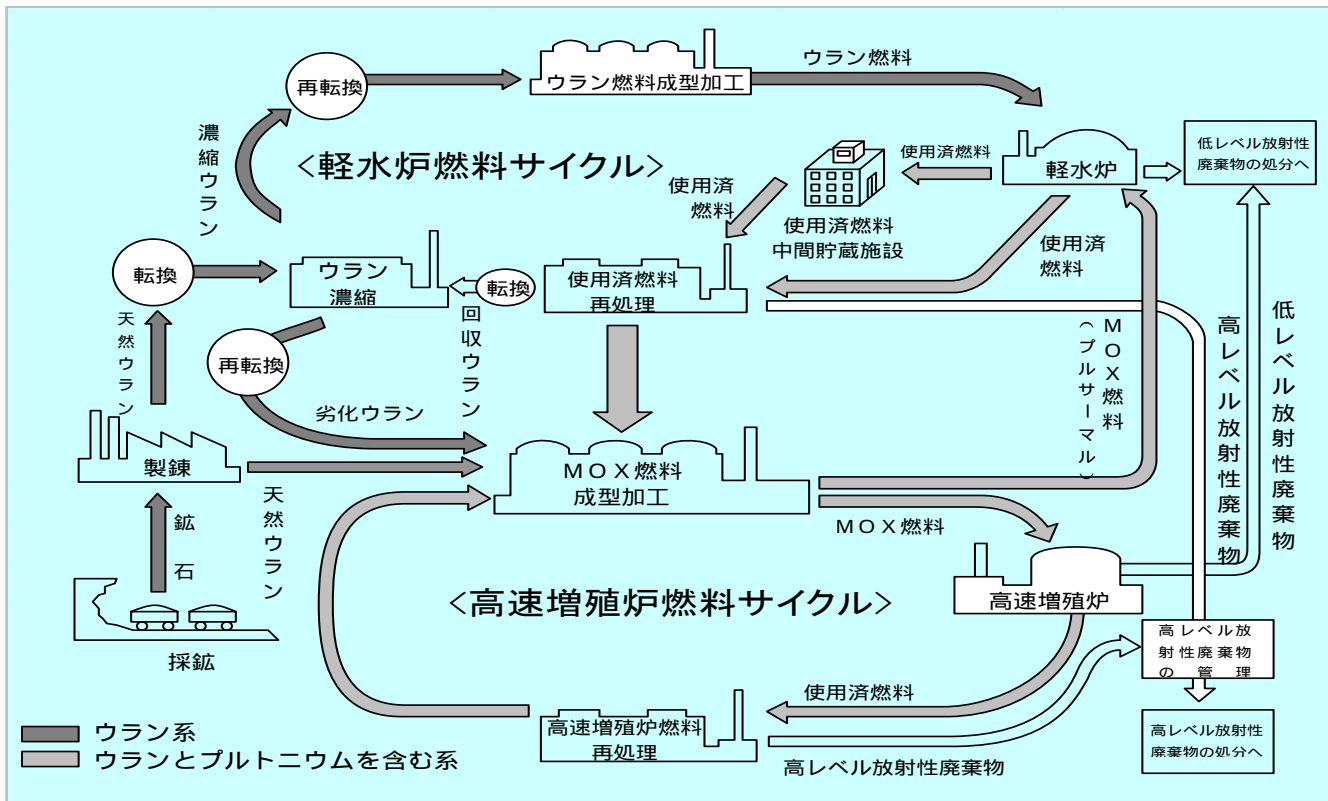 再転換
ウラン燃料成型加工
ウラン燃料
濃縮ウラン
<軽水炉燃料サイクル>
使用済燃料
軽水炉
低レベル放射性
廃棄物の処分へ
使用済
燃料
使用済燃料
中間貯蔵施設
使用済
燃料
転換
ウラン
濃縮
転換
使用済燃料
再処理
天然ウラン
回収ウラン
再転換
劣化ウラン
MOX燃料
(プルサーマル)
高レベル放射性廃棄物
低レベル放射性廃棄物
製錬
天然ウラン
MOX燃料
成型加工
MOX燃料
鉱
石
<高速増殖炉燃料サイクル>
高速増殖炉
採鉱
高レベル放
射性廃棄物
の管理
使用済燃料
高速増殖炉燃料
再処理
高レベル放射性廃棄物
高レベル放射性
廃棄物の処分へ
ウラン系
ウランとプルトニウムを含む系